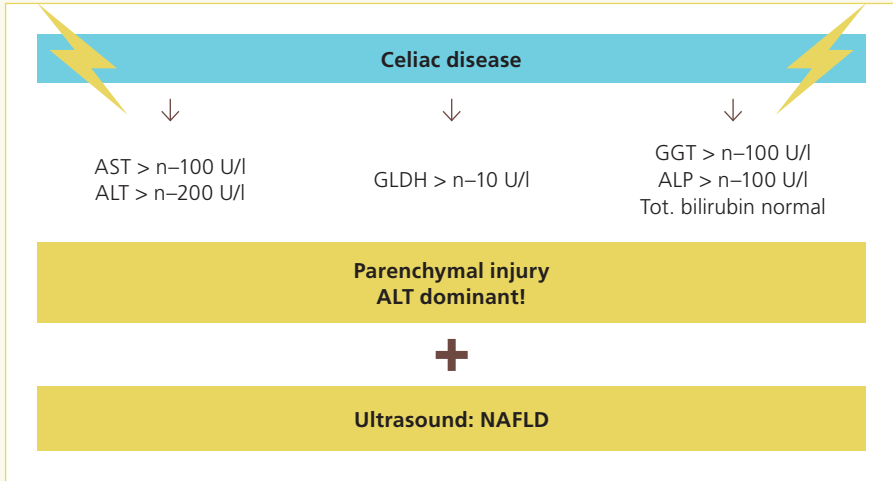 Celiac disease
AST > n–100 U/l
ALT > n–200 U/l
GLDH > n–10 U/l
GGT > n–100 U/l
ALP > n–100 U/l
Tot. bilirubin normal
Parenchymal injury
ALT dominant!
+
Ultrasound: NAFLD